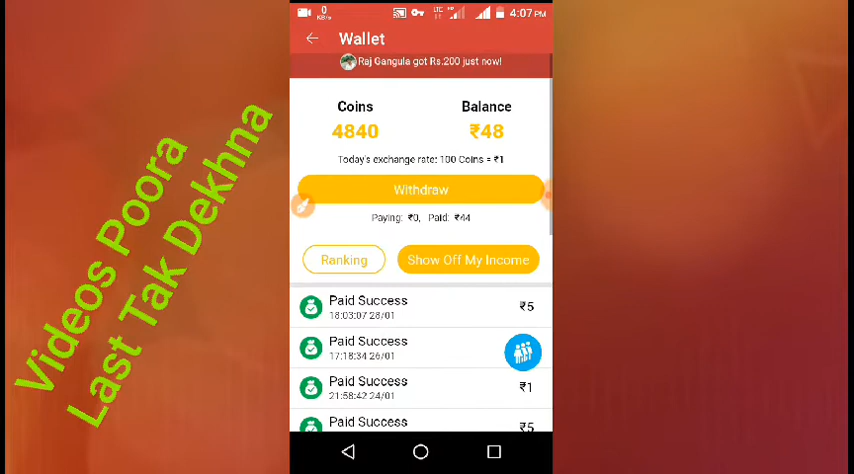 Videos Poora
Last Tak Dekhna
0
KB/s
4:07PM
Wallet
Raj Gangula got Rs.200 just now!
Coins
Balance
4840
₹48
Today's exchange rate: 100 Coins = ₹1
Withdraw
Paying: ₹0, Paid: ₹44
Ranking
Show Off My Income
Paid Success
₹5
18:03:07 28/01
Paid Success
17:18:34 26/01
Paid Success
₹1
21:58:42 24/01
Paid Success
₹5